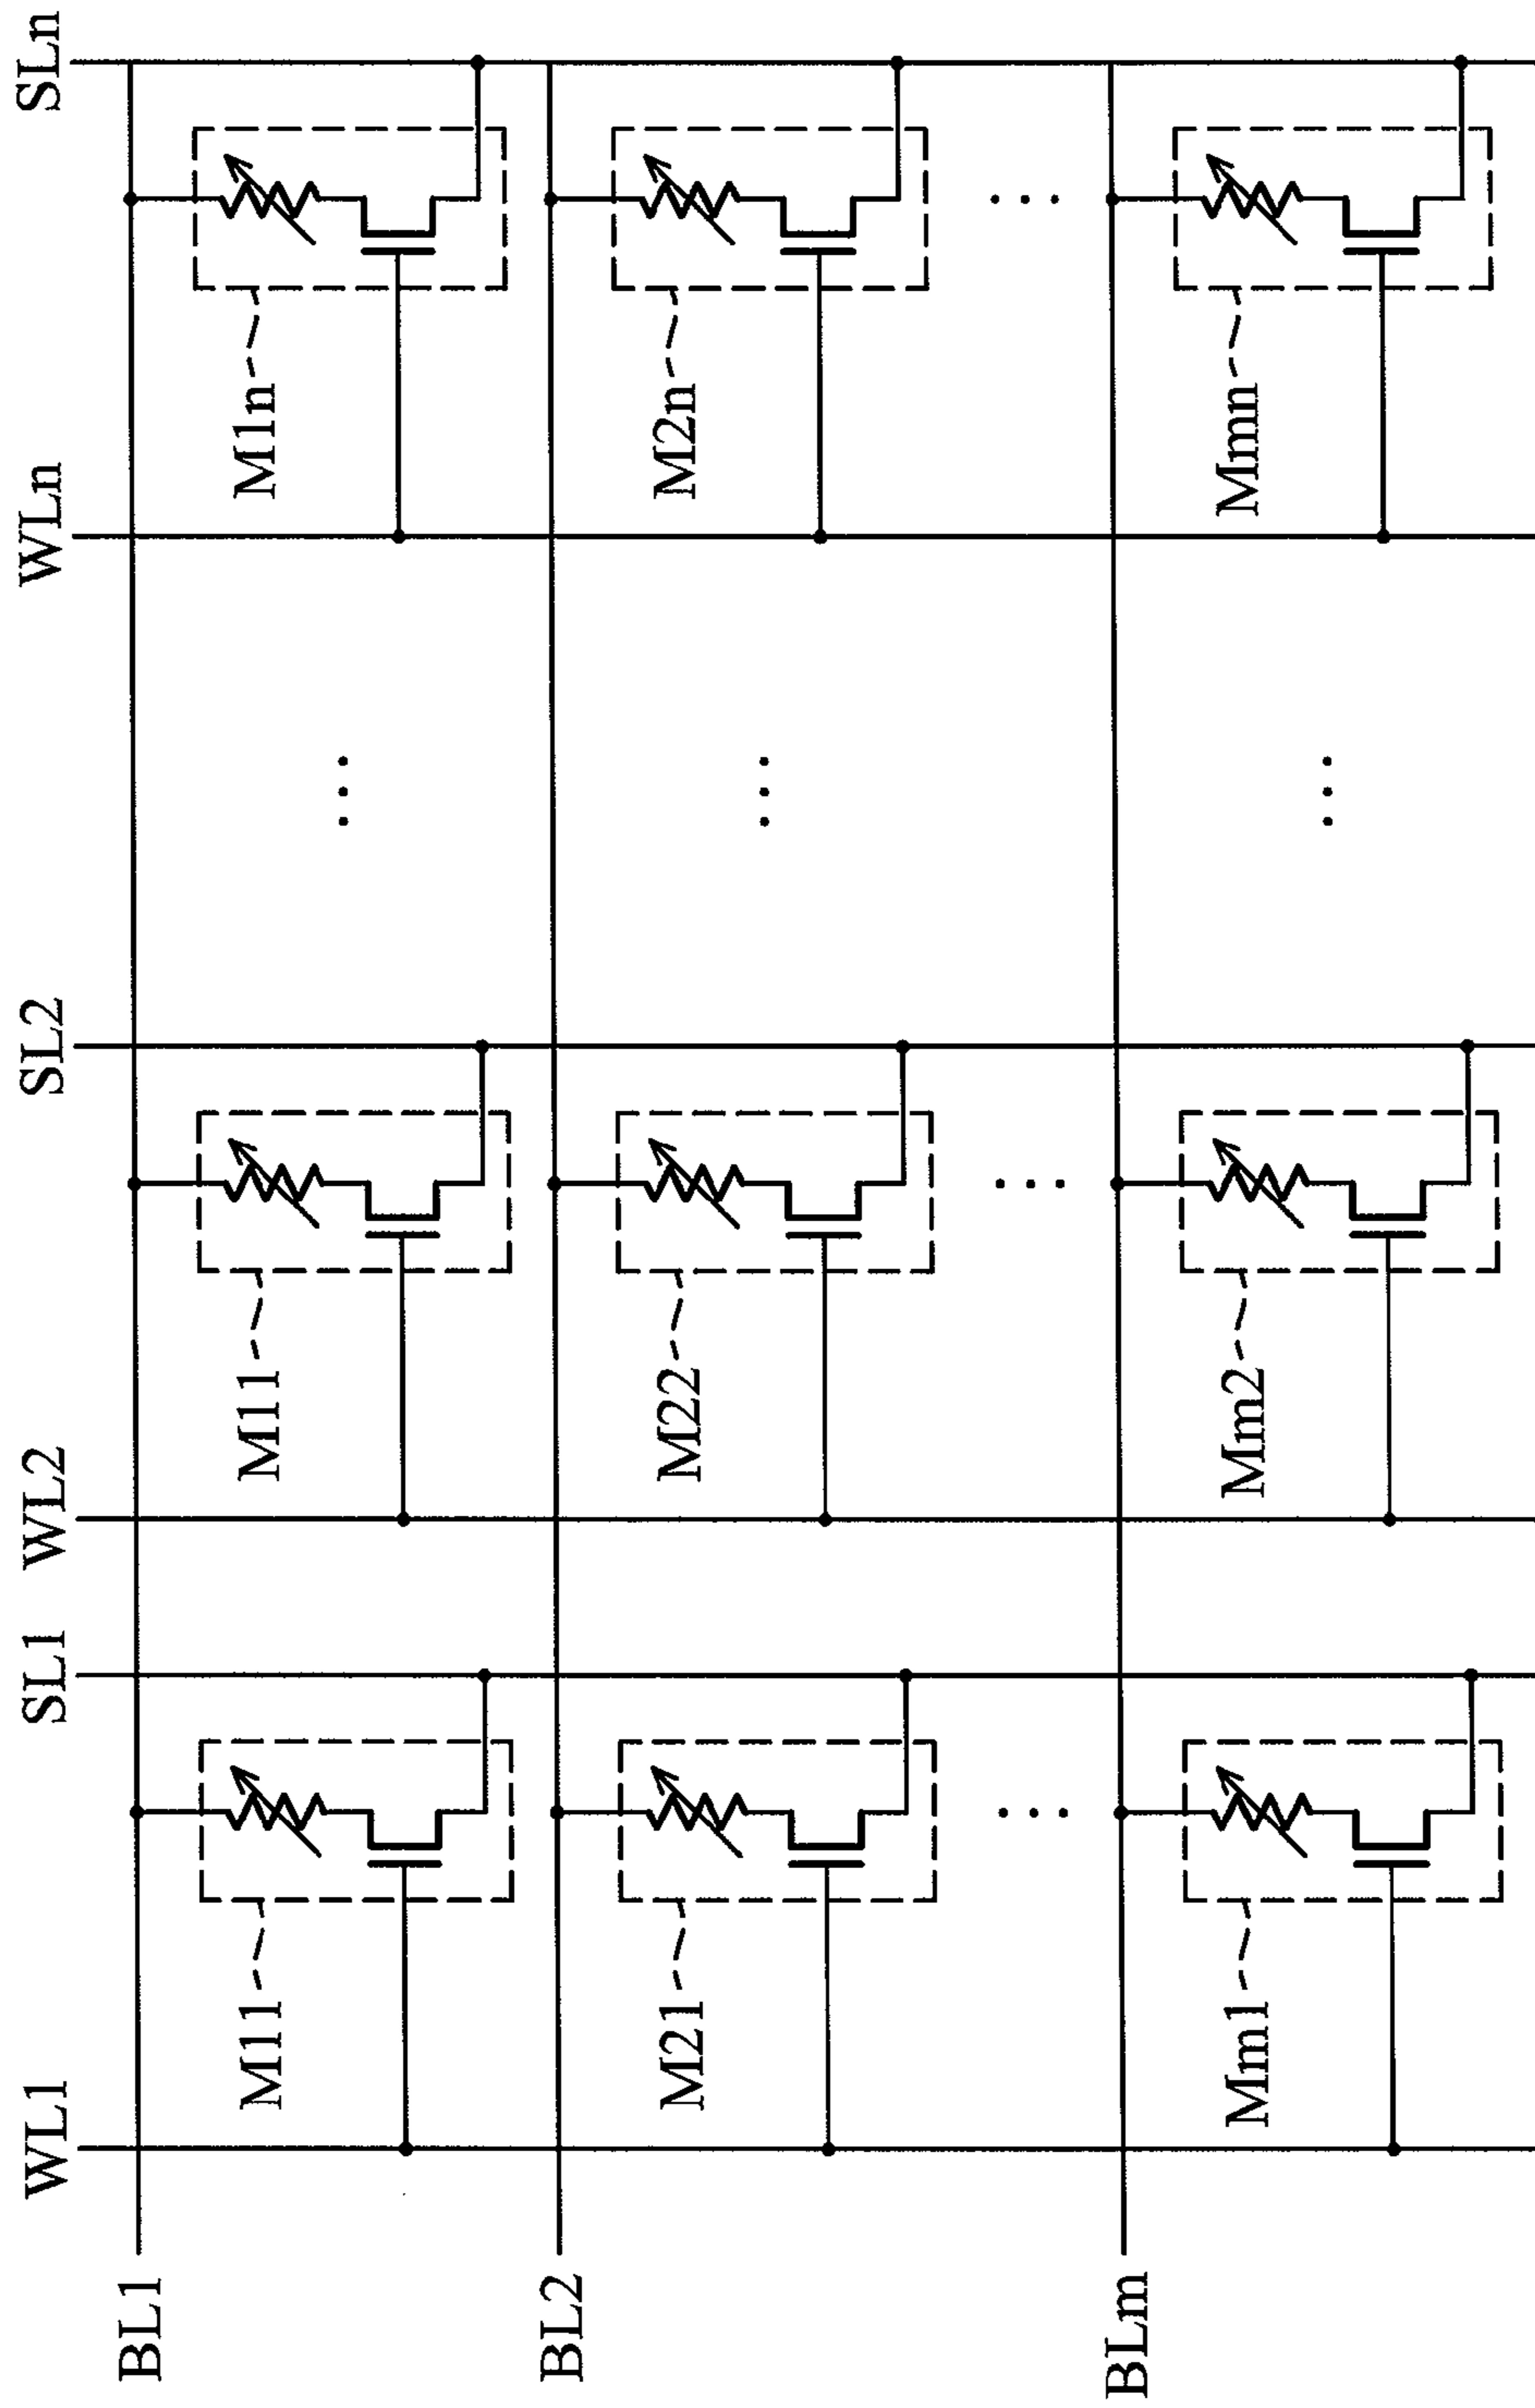 WL1 SL1 WL2 SL2 WLn SLn
BL1
M11 M11 M1n
BL2
M21 M22 M2n
BLm
Mm1 Mm2 Mmn